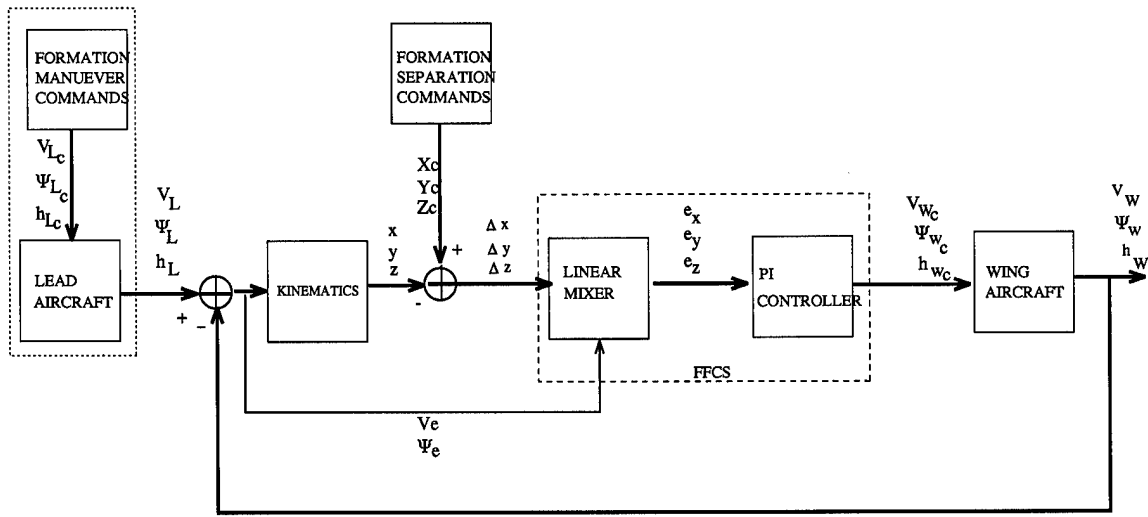 FORMATION
MANUEVER
COMMANDS
V_Lc
Ψ_Lc
h_Lc
LEAD
AIRCRAFT
V_L
Ψ_L
h_L
+
-
KINEMATICS
x
y
z
FORMATION
SEPARATION
COMMANDS
Xc
Yc
Zc
+
-
Δ x
Δ y
Δ z
LINEAR
MIXER
e_x
e_y
e_z
PI
CONTROLLER
FFCS
V_Wc
Ψ_Wc
h_Wc
WING
AIRCRAFT
V_W
Ψ_W
h_W
Ve
Ψe